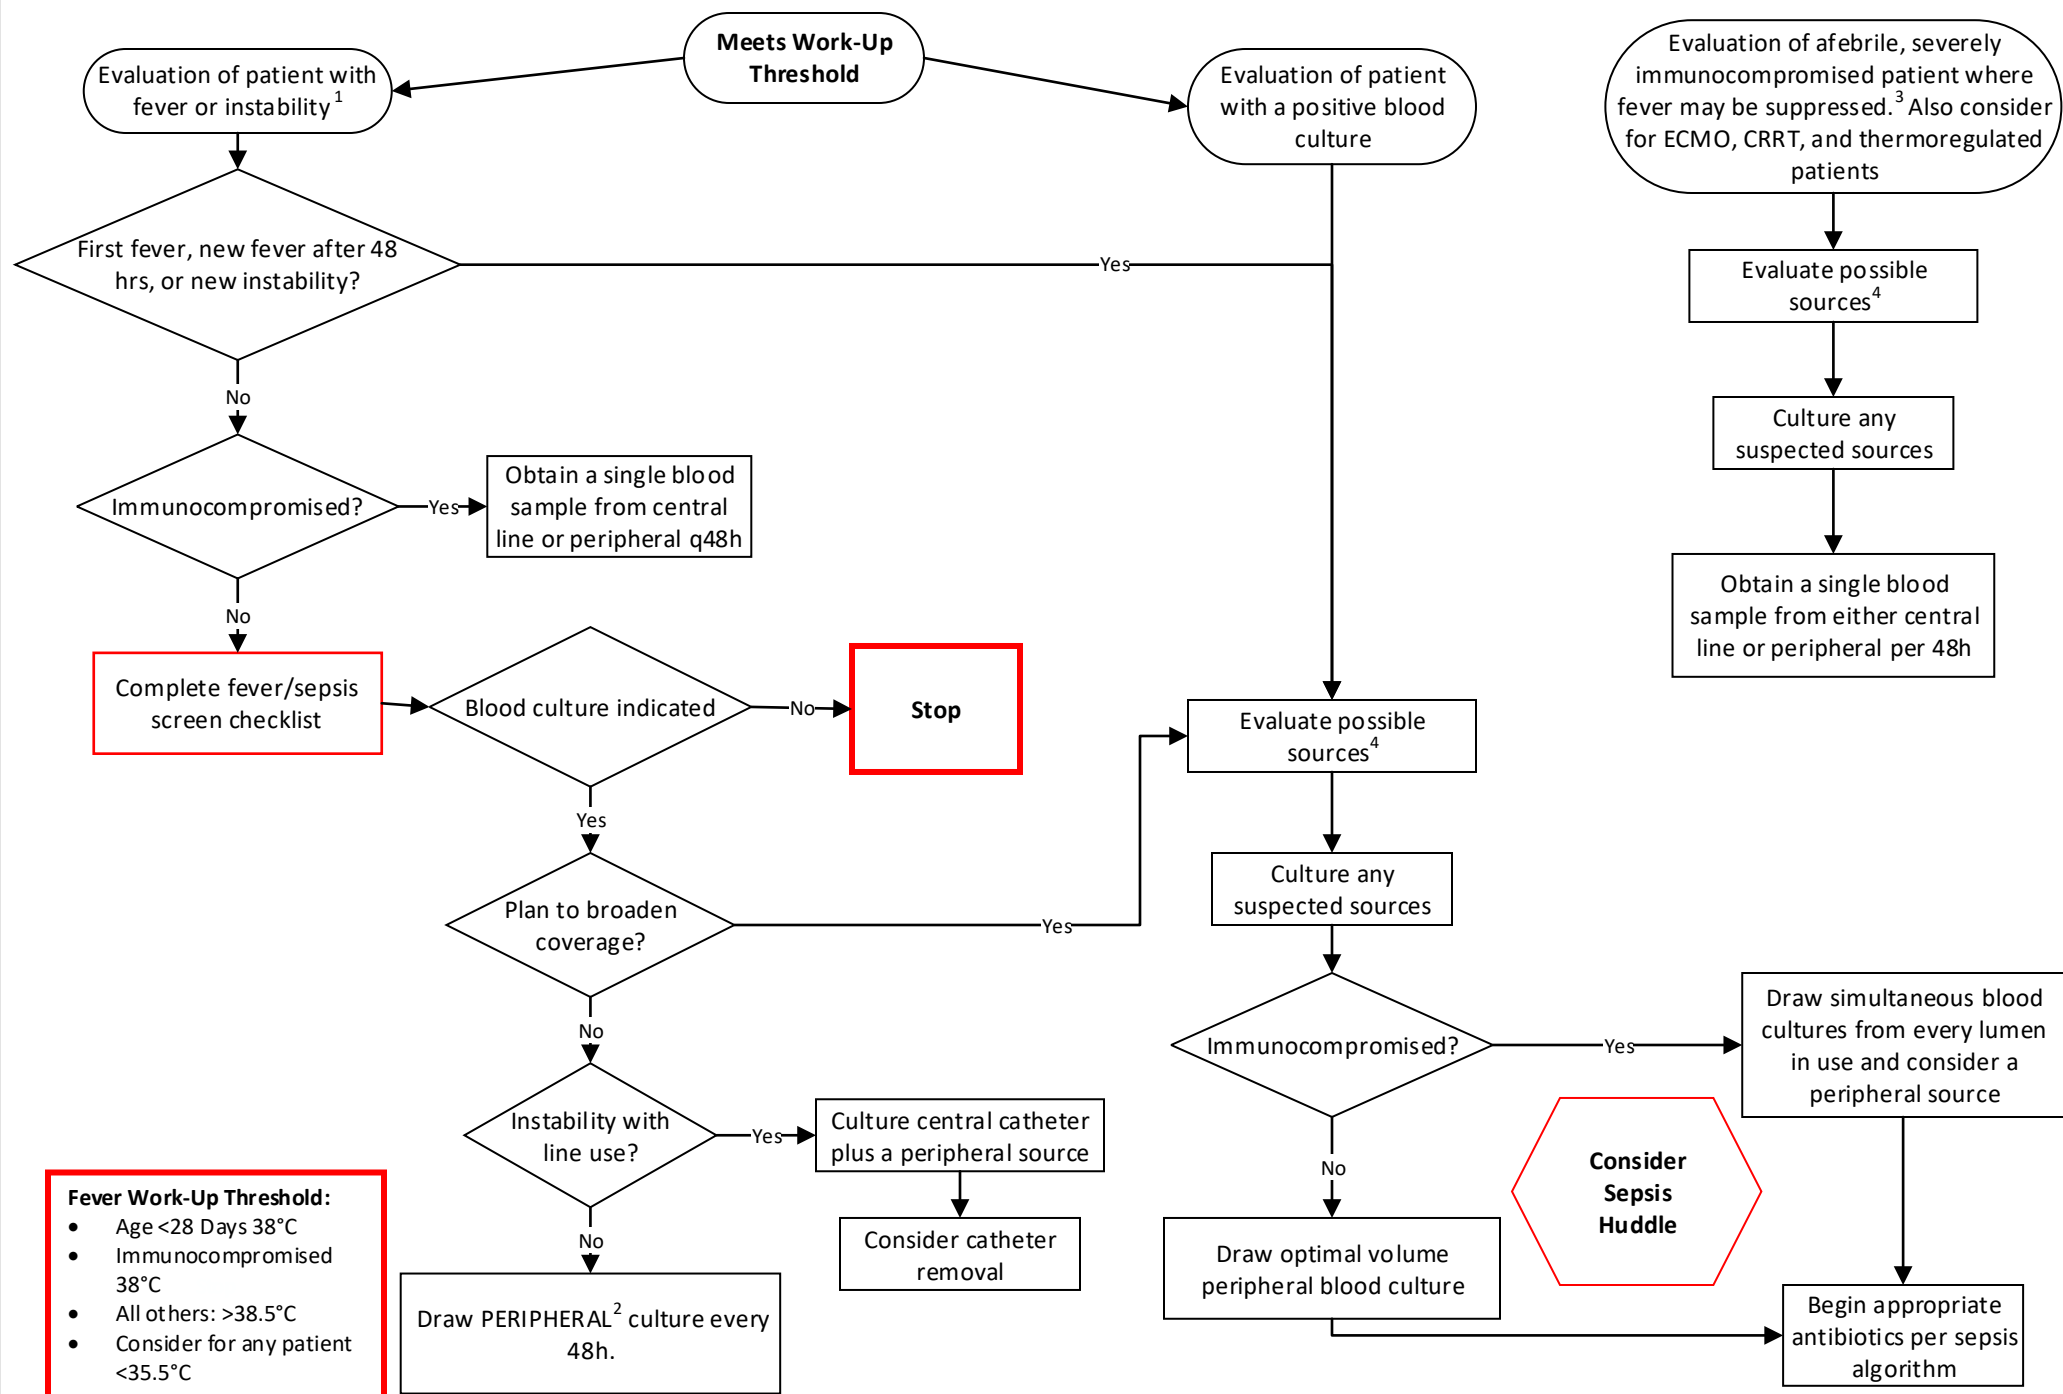 Meets Work-Up
Threshold
Evaluation of patient with
fever or instability 1
Evaluation of patient
with a positive blood
culture
Evaluation of afebrile, severely
immunocompromised patient where
fever may be suppressed.3 Also consider
for ECMO, CRRT, and thermoregulated
patients
First fever, new fever after 48
hrs, or new instability?
Yes
No
Evaluate possible
sources4
Culture any
suspected sources
Obtain a single blood
sample from either central
line or peripheral per 48h
Immunocompromised?
Yes
Obtain a single blood
sample from central
line or peripheral q48h
No
Complete fever/sepsis
screen checklist
Blood culture indicated
No
Stop
Yes
Plan to broaden
coverage?
Yes
No
Evaluate possible
sources4
Culture any
suspected sources
Immunocompromised?
Yes
Draw simultaneous blood
cultures from every lumen
in use and consider a
peripheral source
No
Instability with
line use?
Yes
Culture central catheter
plus a peripheral source
Consider catheter
removal
No
Draw PERIPHERAL2 culture every
48h.
Consider
Sepsis
Huddle
Draw optimal volume
peripheral blood culture
Begin appropriate
antibiotics per sepsis
algorithm
Fever Work-Up Threshold:
• Age <28 Days 38°C
• Immunocompromised
38°C
• All others: >38.5°C
• Consider for any patient
<35.5°C